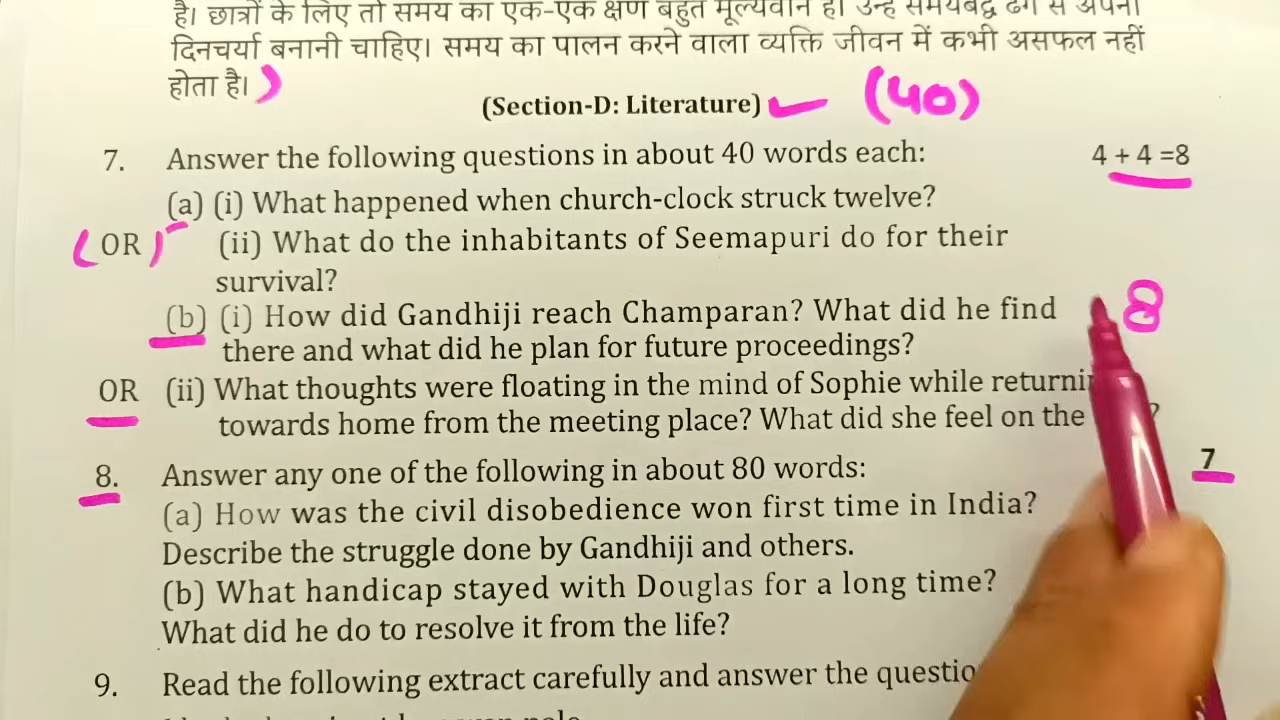 है। छात्रों के लिए तो समय का एक-एक क्षण बहुत मूल्यवान है। उन्हें समयबद्ध ढंग से अपनी
दिनचर्या बनानी चाहिए। समय का पालन करने वाला व्यक्ति जीवन में कभी असफल नहीं
होता है। )
(Section-D: Literature) (40)
7. Answer the following questions in about 40 words each: 4 + 4 =8
(a) (i) What happened when church-clock struck twelve?
(OR) (ii) What do the inhabitants of Seemapuri do for their
survival?
(b) (i) How did Gandhiji reach Champaran? What did he find 8
there and what did he plan for future proceedings?
OR (ii) What thoughts were floating in the mind of Sophie while
towards home from the meeting place? What did she feel on the ?
8. Answer any one of the following in about 80 words: 7
(a) How was the civil disobedience won first time in India?
Describe the struggle done by Gandhiji and others.
(b) What handicap stayed with Douglas for a long time?
What did he do to resolve it from the life?
9. Read the following extract carefully and answer the